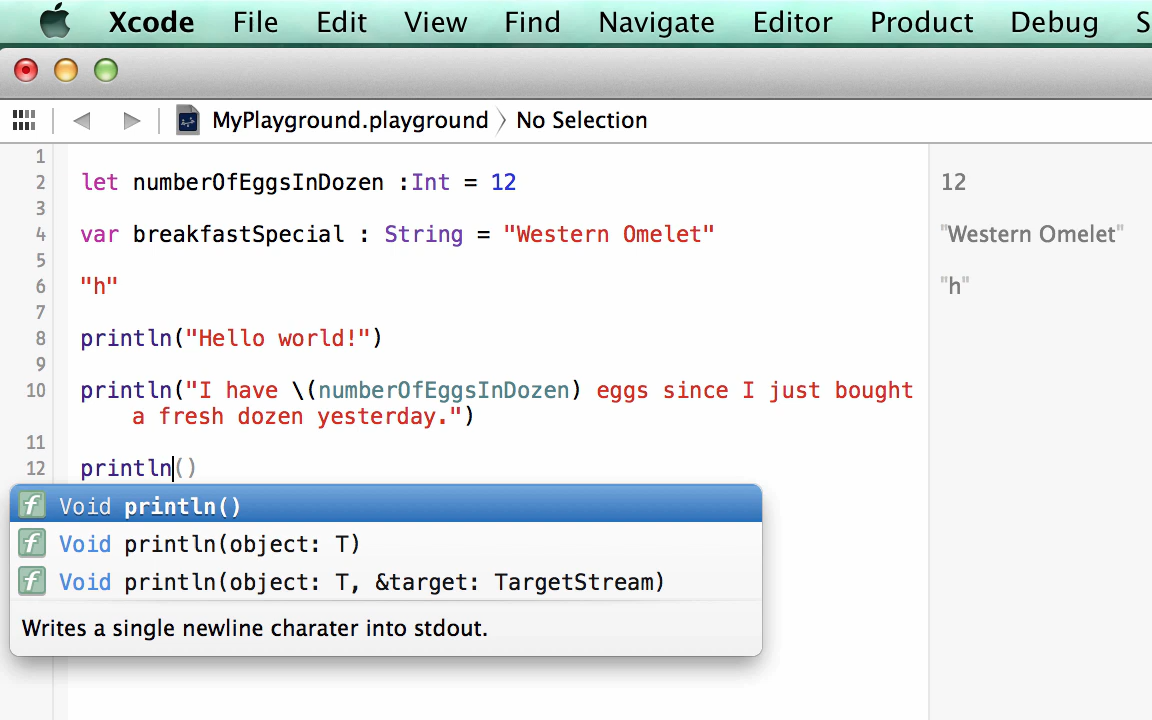 Xcode File Edit View Find Navigate Editor Product Debug S
MyPlayground.playground No Selection
1
2 let numberOfEggsInDozen :Int = 12 12
3
4 var breakfastSpecial : String = "Western Omelet" "Western Omelet"
5
6 "h" "h"
7
8 println("Hello world!")
9
10 println("I have \(numberOfEggsInDozen) eggs since I just bought
a fresh dozen yesterday.")
11
12 println()
f Void println()
f Void println(object: T)
f Void println(object: T, &target: TargetStream)
Writes a single newline charater into stdout.